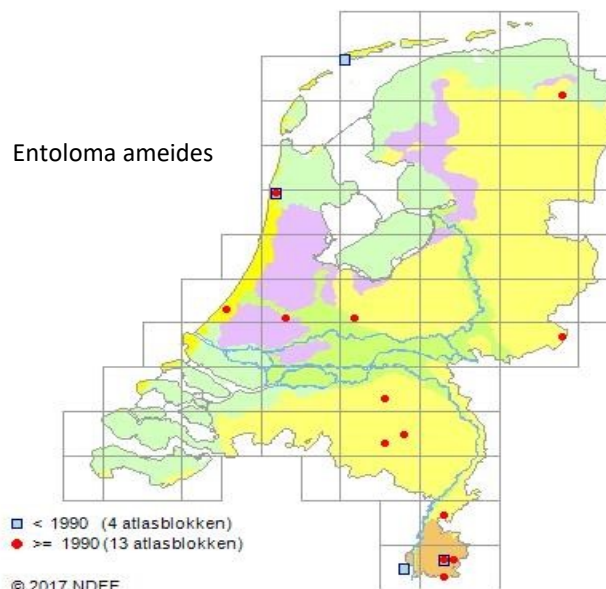 Entoloma ameides
< 1990 (4 atlasblokken)
>= 1990 (13 atlasblokken)
© 2017 NDFF